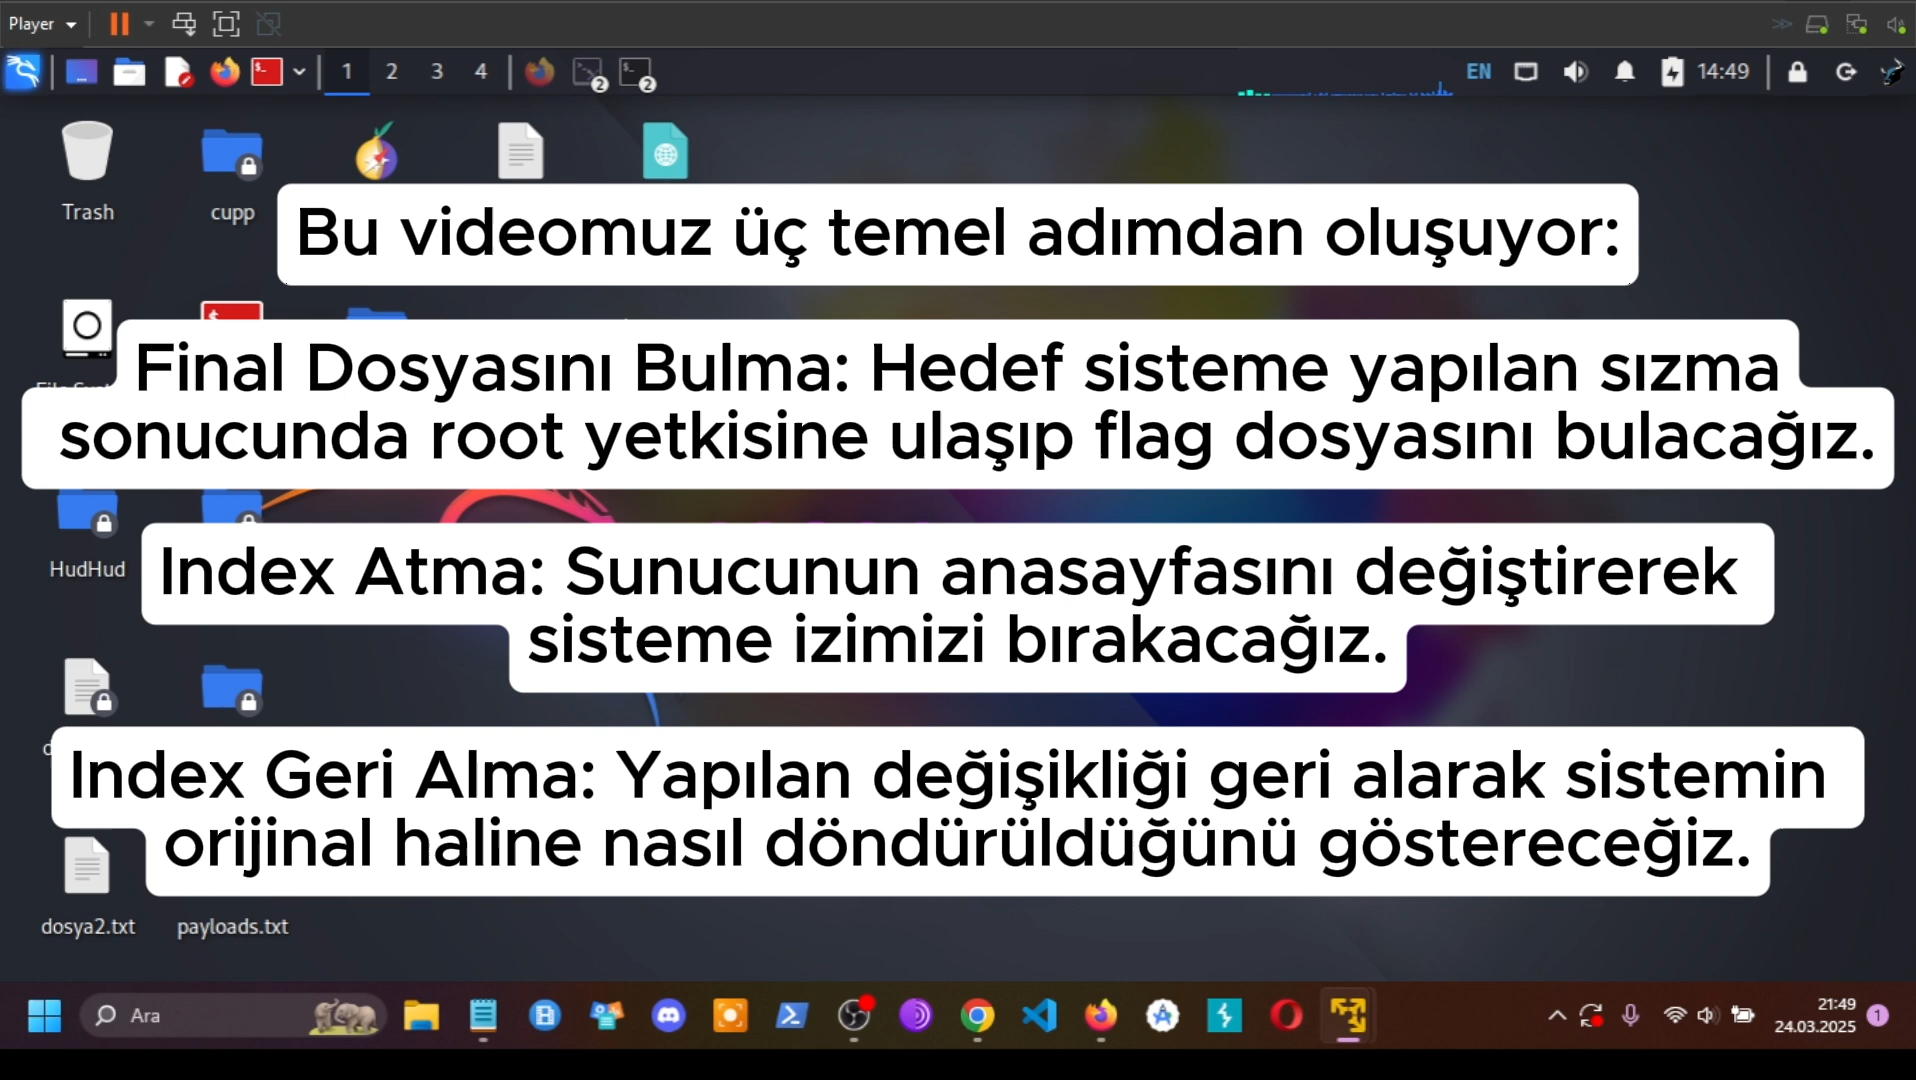 Player
1 2 3 4
2
2
EN
14:49
Trash
cupp
Bu videomuz üç temel adımdan oluşuyor:
Final Dosyasını Bulma: Hedef sisteme yapılan sızma
sonucunda root yetkisine ulaşıp flag dosyasını bulacağız.
HudHud
Index Atma: Sunucunun anasayfasını değiştirerek
sisteme izimizi bırakacağız.
Index Geri Alma: Yapılan değişikliği geri alarak sistemin
orijinal haline nasıl döndürüldüğünü göstereceğiz.
dosya2.txt
payloads.txt
Ara
21:49
24.03.2025
1